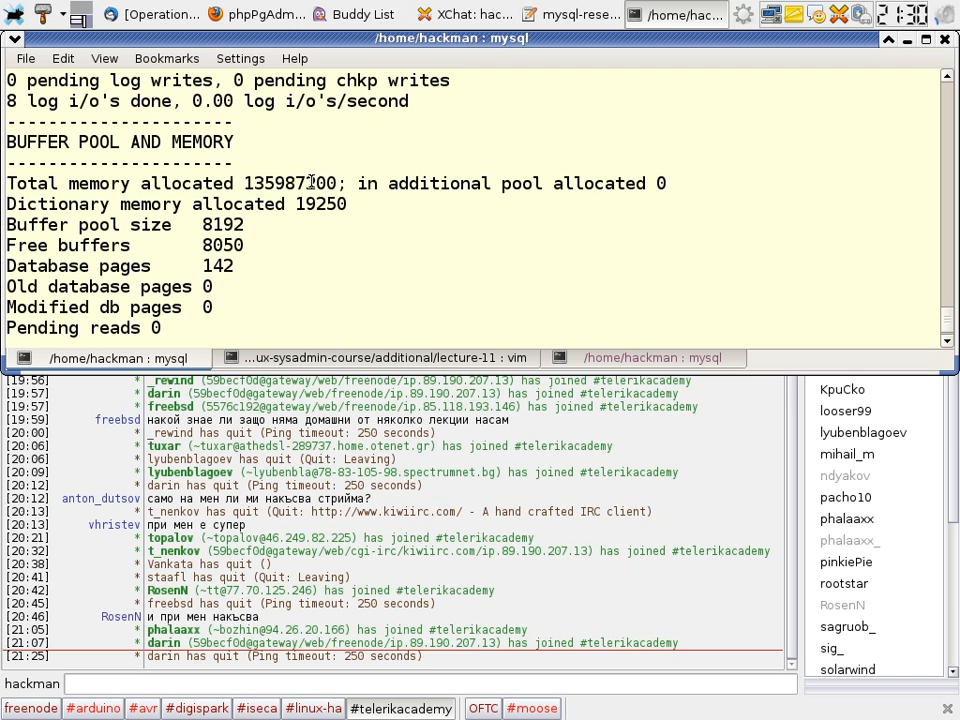 [Operation...
phpPgAdm...
Buddy List
XChat: hac...
mysql-rese...
/home/hac...
21:30
/home/hackman : mysql
File Edit View Bookmarks Settings Help
0 pending log writes, 0 pending chkp writes
8 log i/o's done, 0.00 log i/o's/second
----------------------
BUFFER POOL AND MEMORY
----------------------
Total memory allocated 135987200; in additional pool allocated 0
Dictionary memory allocated 19250
Buffer pool size 8192
Free buffers 8050
Database pages 142
Old database pages 0
Modified db pages 0
Pending reads 0
/home/hackman : mysql
...ux-sysadmin-course/additional/lecture-11 : vim
/home/hackman : mysql
[19:56] * _rewind (59becf0d@gateway/web/freenode/ip.89.190.207.13) has joined #telerikacademy
[19:57] * darin (59becf0d@gateway/web/freenode/ip.89.190.207.13) has joined #telerikacademy
[19:57] * freebsd (5576c192@gateway/web/freenode/ip.85.118.193.146) has joined #telerikacademy
[19:59] freebsd някой знае ли защо няма домашни от няколко лекции насам
[20:00] * _rewind has quit (Ping timeout: 250 seconds)
[20:06] * tuxar (~tuxar@athedsl-289737.home.otenet.gr) has joined #telerikacademy
[20:06] * lyubenblagoev has quit (Quit: Leaving)
[20:09] * lyubenblagoev (~lyubenbla@78-83-105-98.spectrumnet.bg) has joined #telerikacademy
[20:12] * darin has quit (Ping timeout: 250 seconds)
[20:12] anton_dutsov само на мен ли ми накъсва стрийма?
[20:13] * t_nenkov has quit (Quit: http://www.kiwiirc.com/ - A hand crafted IRC client)
[20:13] vhristev при мен е супер
[20:21] * topalov (~topalov@46.249.82.225) has joined #telerikacademy
[20:32] * t_nenkov (59becf0d@gateway/web/cgi-irc/kiwiirc.com/ip.89.190.207.13) has joined #telerikacademy
[20:38] * Vankata has quit ()
[20:41] * staafl has quit (Quit: Leaving)
[20:42] * RosenN (~tt@77.70.125.246) has joined #telerikacademy
[20:45] * freebsd has quit (Ping timeout: 250 seconds)
[20:46] RosenN и при мен накъсва
[21:05] * phalaaxx (~bozhin@94.26.20.166) has joined #telerikacademy
[21:07] * darin (59becf0d@gateway/web/freenode/ip.89.190.207.13) has joined #telerikacademy
[21:25] * darin has quit (Ping timeout: 250 seconds)
KpuCko
looser99
lyubenblagoev
mihail_m
ndyakov
pacho10
phalaaxx
phalaaxx_
pinkiePie
rootstar
RosenN
sagruob_
sig_
solarwind
hackman
freenode #arduino #avr #digispark #iseca #linux-ha #telerikacademy OFTC #moose